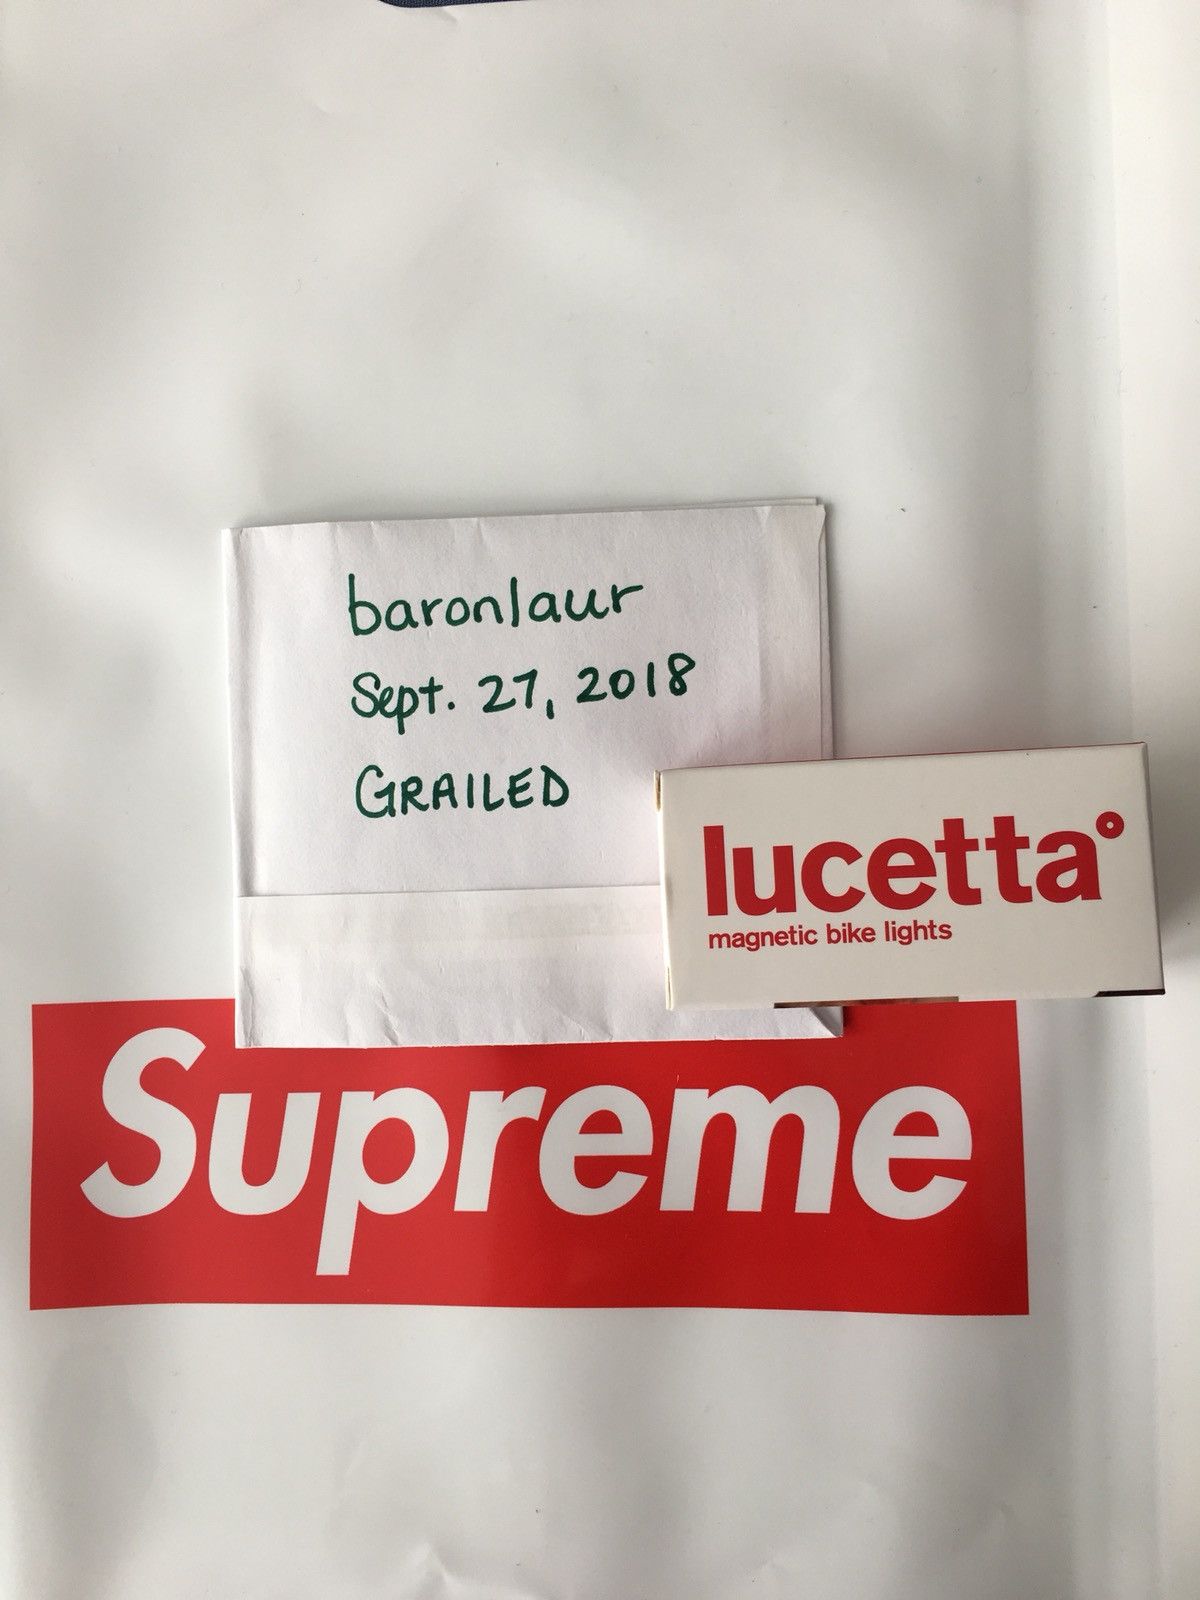 baronlaur
Sept. 27, 2018
GRAILED
lucetta°
magnetic bike lights
Supreme